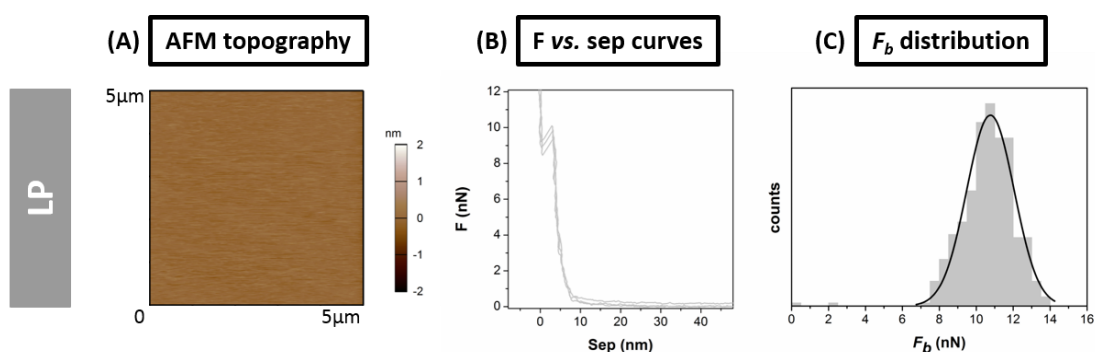 (A) AFM topography
(B) F vs. sep curves
(C) Fb distribution
LP
5µm
0
5µm
nm
2
1
0
-1
-2
F (nN)
12
10
8
6
4
2
0
0 10 20 30 40
Sep (nm)
counts
0 2 4 6 8 10 12 14 16
Fb (nN)